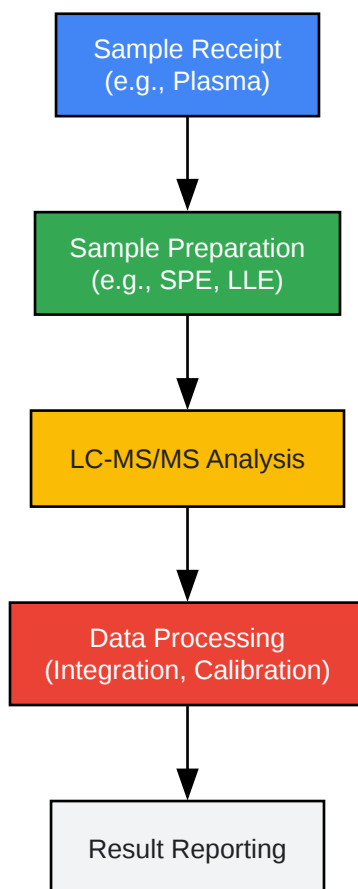 Sample Receipt
(e.g., Plasma)
Sample Preparation
(e.g., SPE, LLE)
LC-MS/MS Analysis
Data Processing
(Integration, Calibration)
Result Reporting